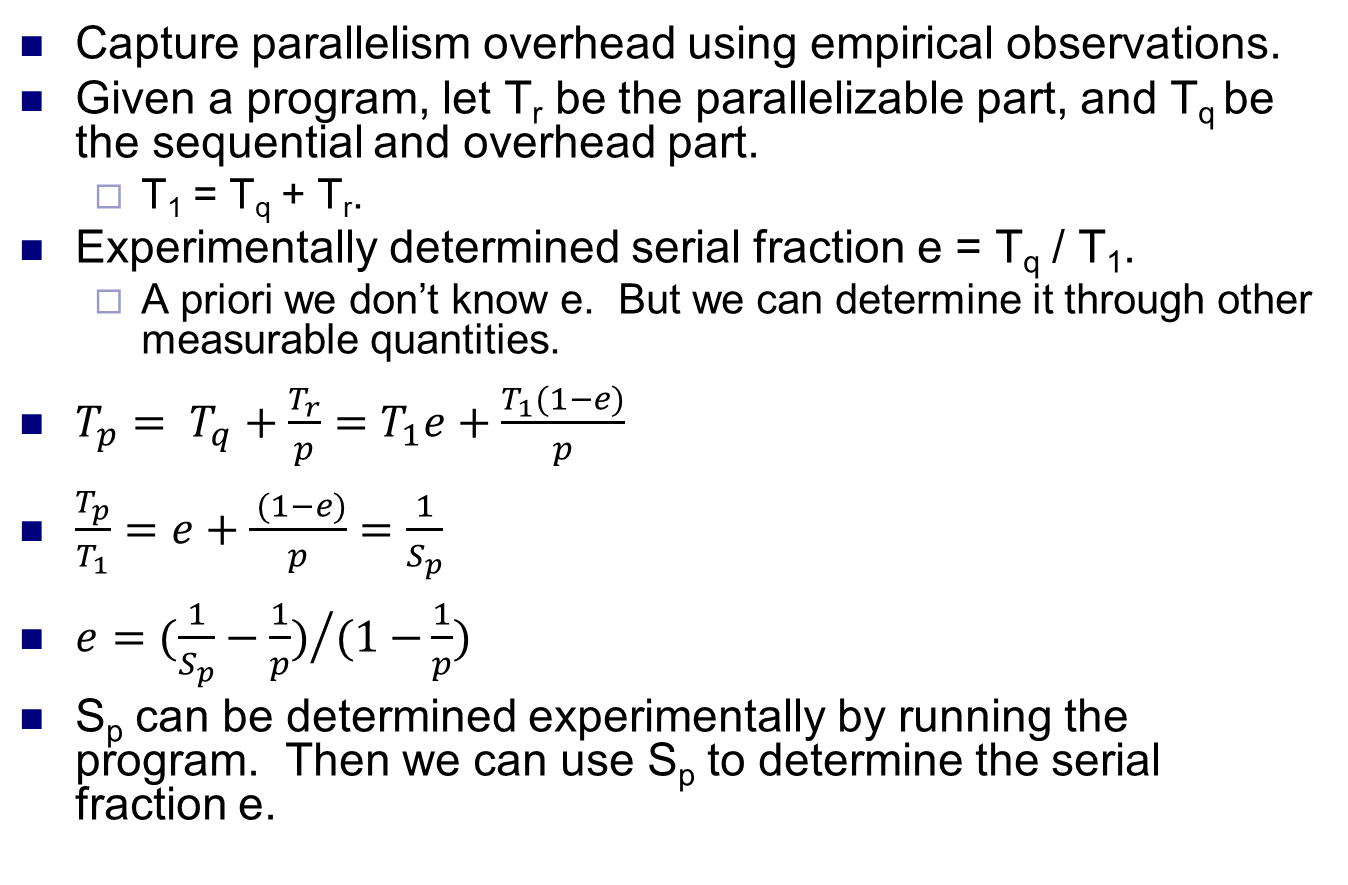 Capture parallelism overhead using empirical observations.
Given a program, let Tr be the parallelizable part, and Tq be
the sequential and overhead part.
T1 = Tq + Tr.
Experimentally determined serial fraction e = Tq / T1.
A priori we don’t know e. But we can determine it through other
measurable quantities.
Tp = Tq + Tr/p = T1e + T1(1−e)/p
Tp/T1 = e + (1−e)/p = 1/Sp
e = (1/Sp − 1/p)/(1 − 1/p)
Sp can be determined experimentally by running the
program. Then we can use Sp to determine the serial
fraction e.